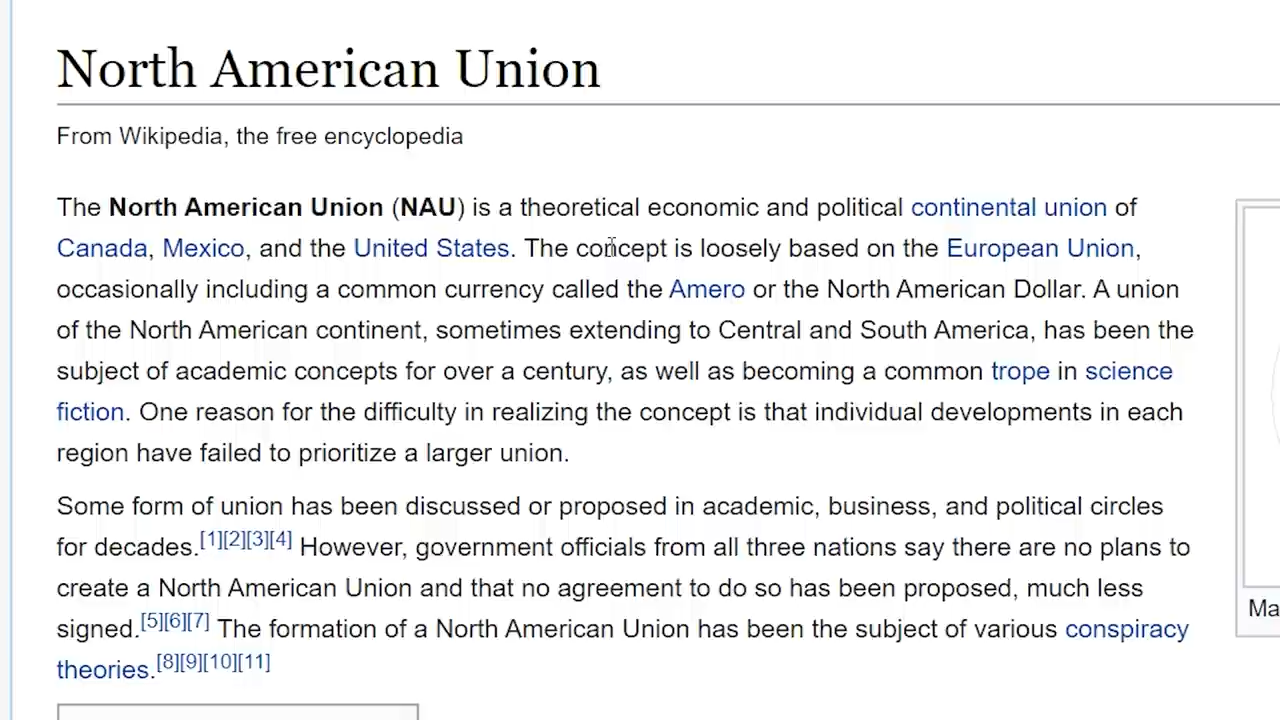 North American Union
From Wikipedia, the free encyclopedia
The North American Union (NAU) is a theoretical economic and political continental union of
Canada, Mexico, and the United States. The concept is loosely based on the European Union,
occasionally including a common currency called the Amero or the North American Dollar. A union
of the North American continent, sometimes extending to Central and South America, has been the
subject of academic concepts for over a century, as well as becoming a common trope in science
fiction. One reason for the difficulty in realizing the concept is that individual developments in each
region have failed to prioritize a larger union.
Some form of union has been discussed or proposed in academic, business, and political circles
for decades.[1][2][3][4] However, government officials from all three nations say there are no plans to
create a North American Union and that no agreement to do so has been proposed, much less
signed.[5][6][7] The formation of a North American Union has been the subject of various conspiracy
theories.[8][9][10][11]